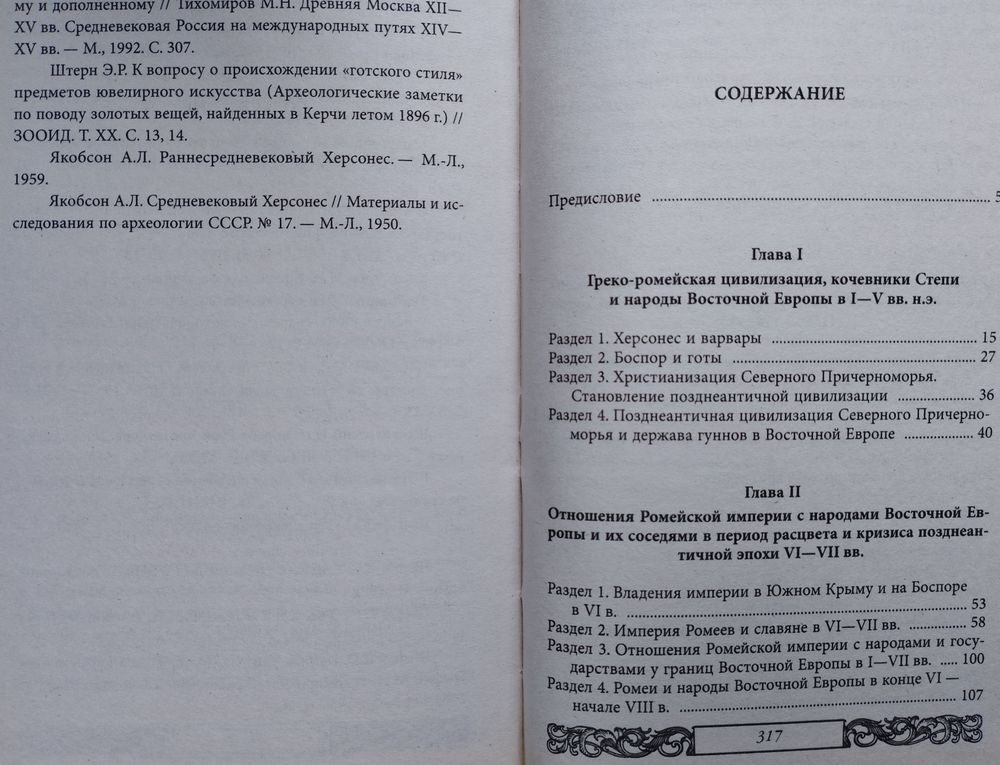 му и дополненному // Тихомиров М.Н. Древняя Москва XII—
XV вв. Средневековая Россия на международных путях XIV—
XV вв. — М., 1992. С. 307.
Штерн Э.Р. К вопросу о происхождении «готского стиля»
предметов ювелирного искусства (Археологические заметки
по поводу золотых вещей, найденных в Керчи летом 1896 г.) //
ЗООИД. Т. XX. С. 13, 14.
Якобсон А.Л. Раннесредневековый Херсонес. — М.-Л.,
1959.
Якобсон А.Л. Средневековый Херсонес // Материалы и ис-
следования по археологии СССР. № 17. — М.-Л., 1950.
СОДЕРЖАНИЕ
Предисловие ........ 5
Глава I
Греко-ромейская цивилизация, кочевники Степи
и народы Восточной Европы в I—V вв. н.э.
Раздел 1. Херсонес и варвары ........ 15
Раздел 2. Боспор и готы ........ 27
Раздел 3. Христианизация Северного Причерноморья.
Становление позднеантичной цивилизации ........ 36
Раздел 4. Позднеантичная цивилизация Северного Причерно-
морья и держава гуннов в Восточной Европе ........ 40
Глава II
Отношения Ромейской империи с народами Восточной Ев-
ропы и их соседями в период расцвета и кризиса позднеан-
тичной эпохи VI—VII вв.
Раздел 1. Владения империи в Южном Крыму и на Боспоре
в VI в. ........ 53
Раздел 2. Империя Ромеев и славяне в VI—VII вв. ........ 58
Раздел 3. Отношения Ромейской империи с народами и госу-
дарствами у границ Восточной Европы в I—VII вв. ..... 100
Раздел 4. Ромеи и народы Восточной Европы в конце VI —
начале VIII в. ........ 107
317